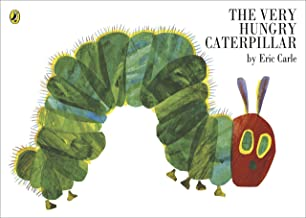 THE VERY
HUNGRY
CATERPILLAR
by Eric Carle